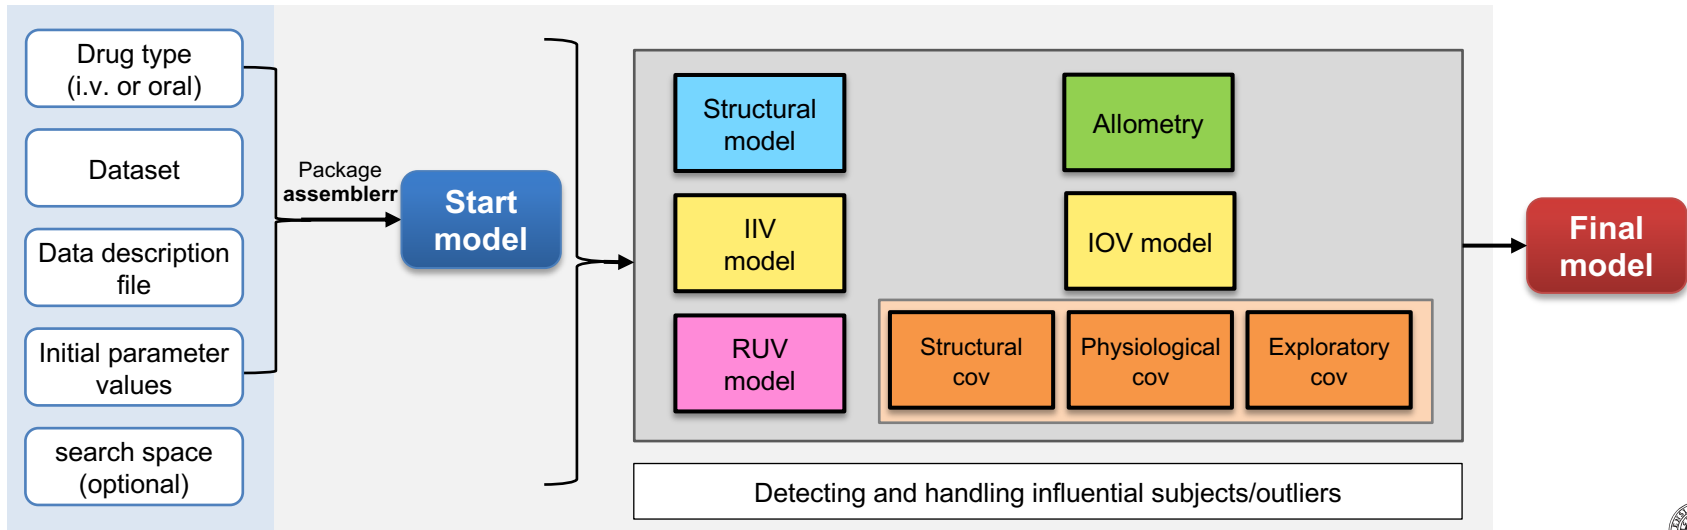 Drug type
(i.v. or oral)
Dataset
Data description
file
Initial parameter
values
search space
(optional)
Package
assemblerr
Start
model
Structural
model
IIV
model
RUV
model
Allometry
IOV model
Structural
cov
Physiological
cov
Exploratory
cov
Detecting and handling influential subjects/outliers
Final
model